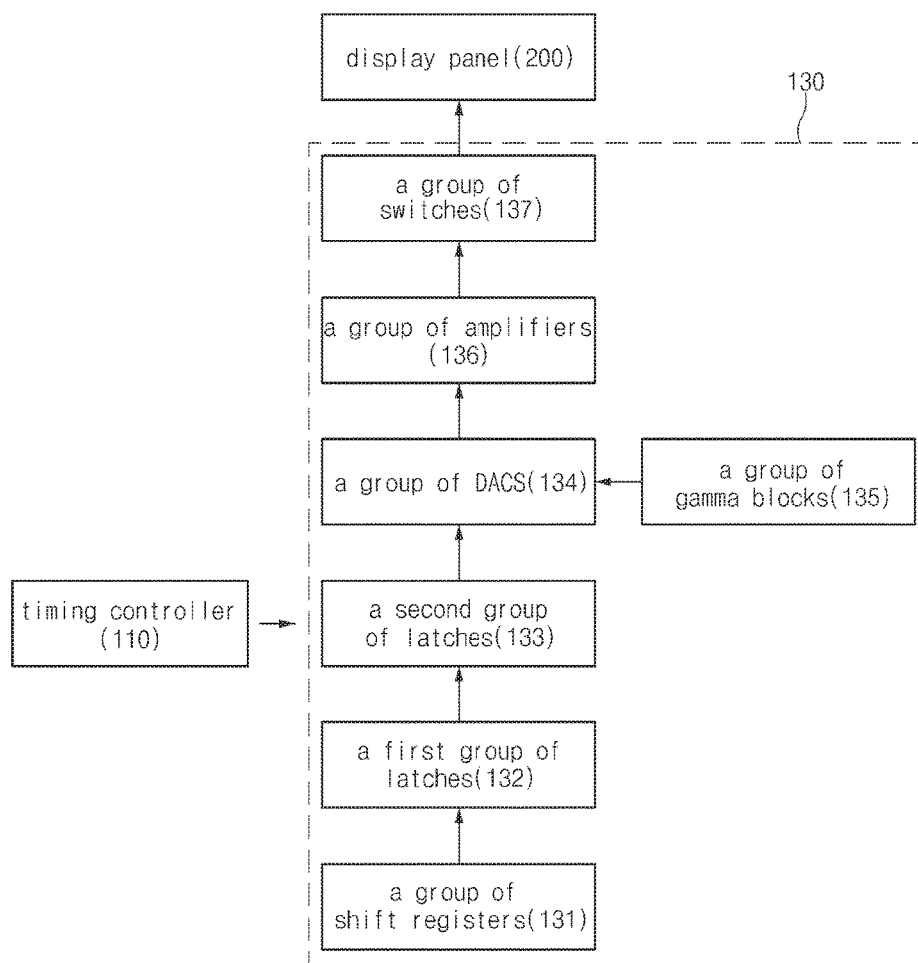 display panel(200)
130
a group of
switches(137)
a group of amplifiers
(136)
a group of DACS(134)
a group of
gamma blocks(135)
timing controller
(110)
a second group
of latches(133)
a first group of
latches(132)
a group of
shift registers(131)